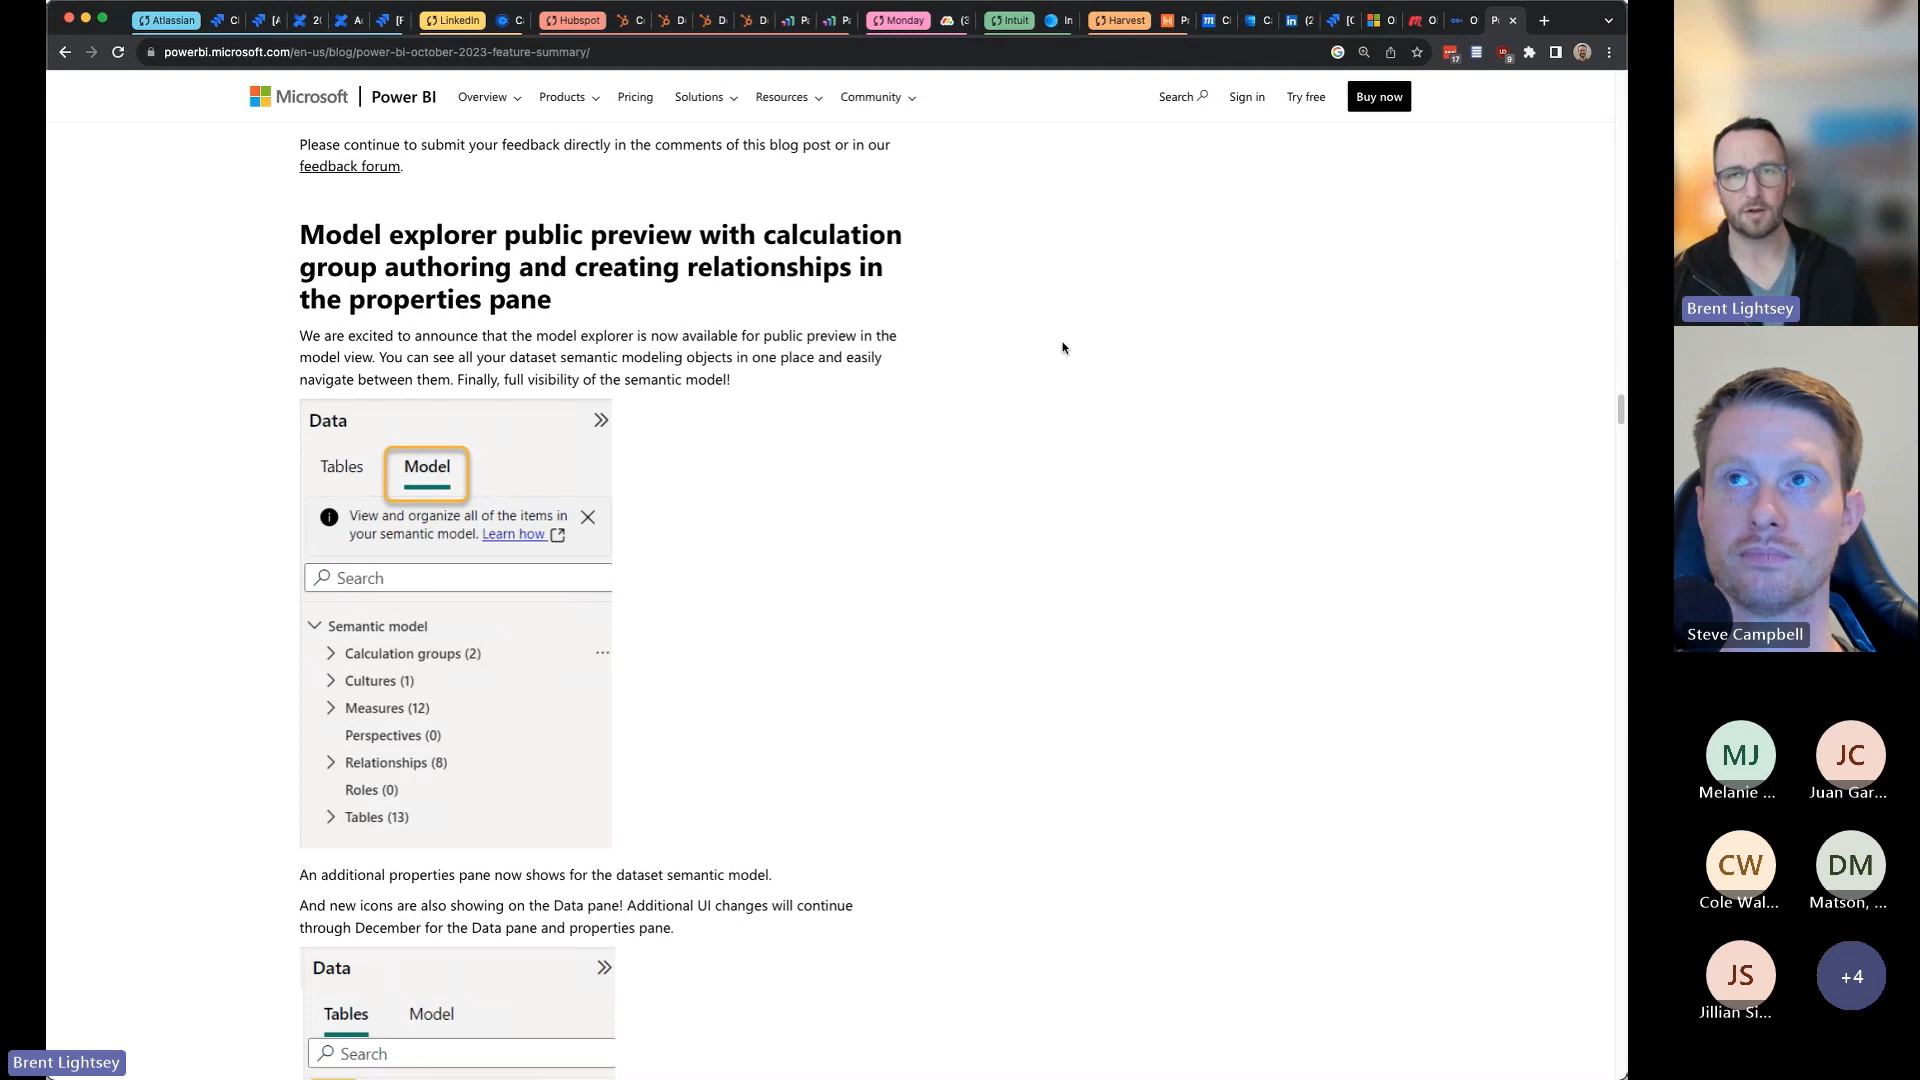 Atlassian
LinkedIn
Hubspot
Monday
Intuit
Harvest
powerbi.microsoft.com/en-us/blog/power-bi-october-2023-feature-summary/
17
9
Microsoft
Power BI
Overview
Products
Pricing
Solutions
Resources
Community
Search
Sign in
Try free
Buy now
Please continue to submit your feedback directly in the comments of this blog post or in our
feedback forum.
Model explorer public preview with calculation
group authoring and creating relationships in
the properties pane
We are excited to announce that the model explorer is now available for public preview in the
model view. You can see all your dataset semantic modeling objects in one place and easily
navigate between them. Finally, full visibility of the semantic model!
Data
Tables
Model
View and organize all of the items in
your semantic model. Learn how
Search
Semantic model
Calculation groups (2)
Cultures (1)
Measures (12)
Perspectives (0)
Relationships (8)
Roles (0)
Tables (13)
An additional properties pane now shows for the dataset semantic model.
And new icons are also showing on the Data pane! Additional UI changes will continue
through December for the Data pane and properties pane.
Data
Tables
Model
Search
Brent Lightsey
Steve Campbell
MJ
Melanie ...
JC
Juan Gar...
CW
Cole Wal...
DM
Matson, ...
JS
Jillian Si...
+4
Brent Lightsey